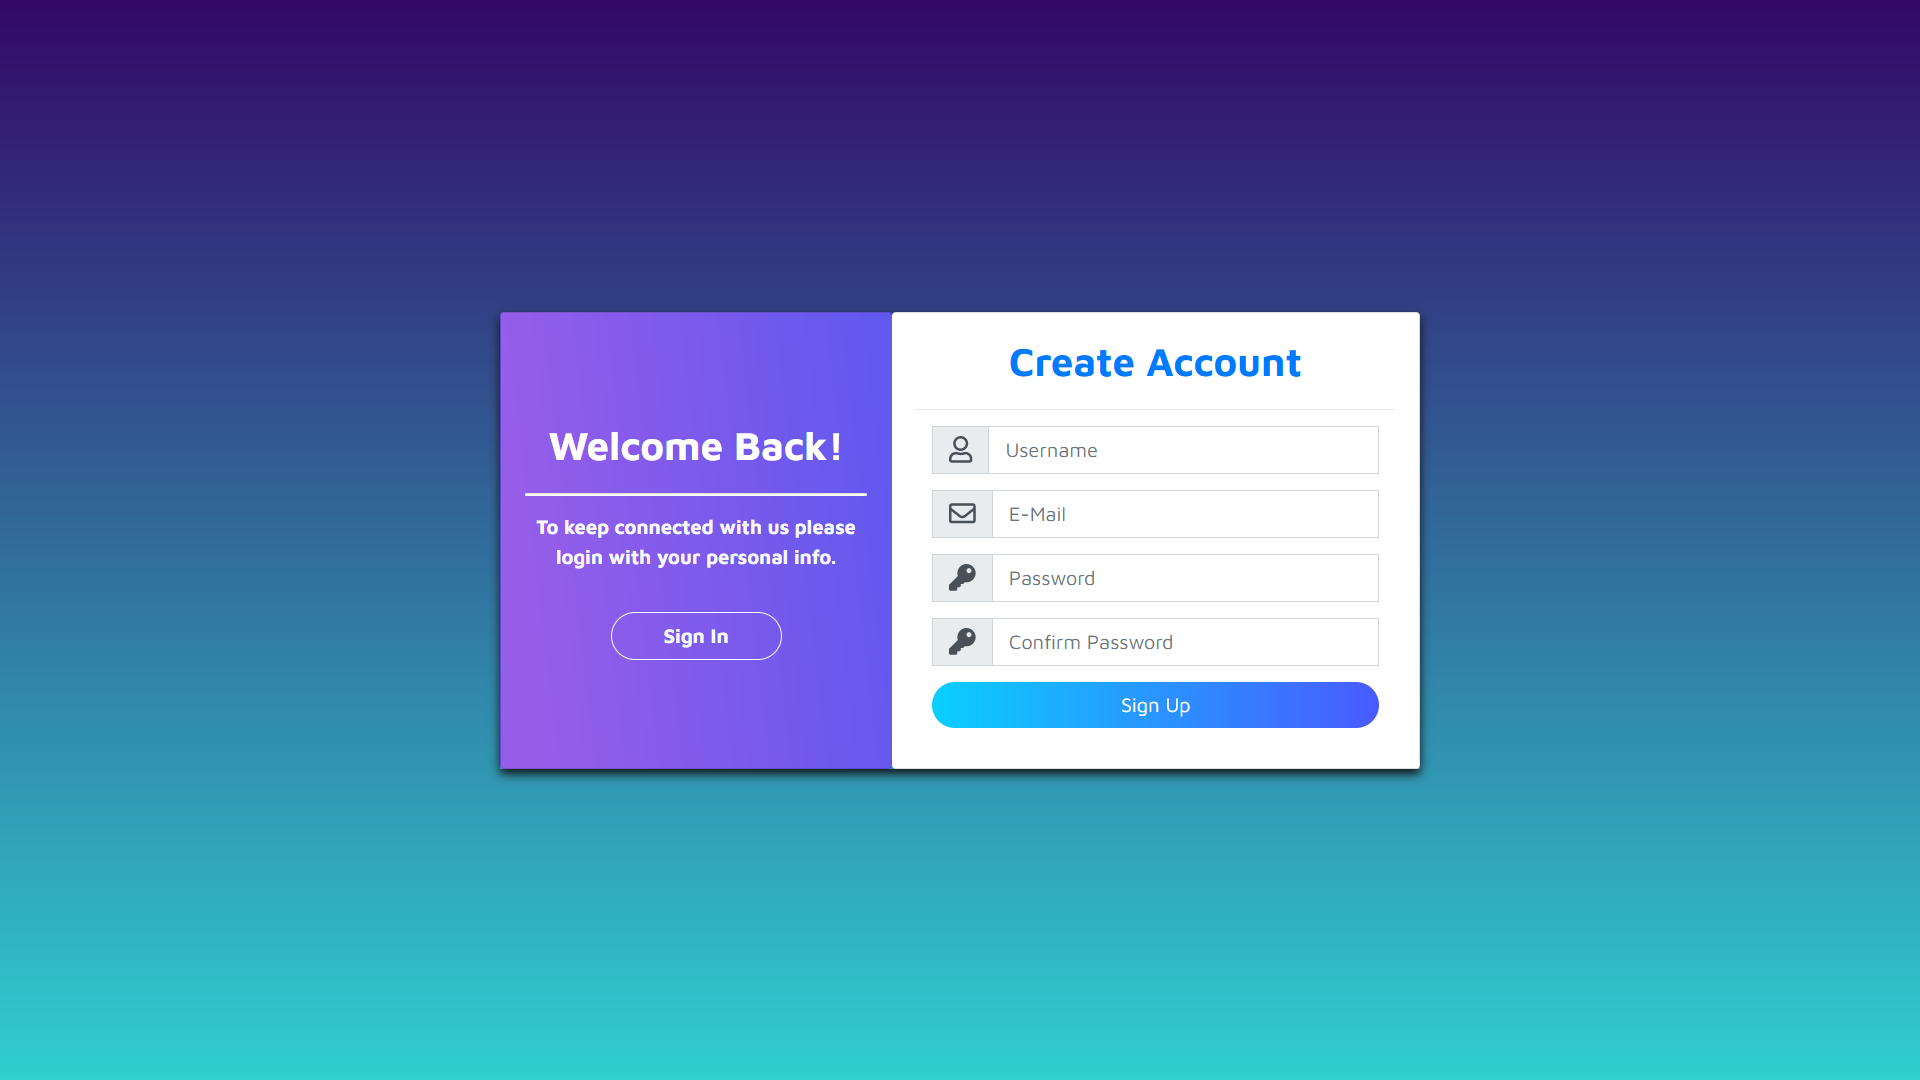 Welcome Back!
To keep connected with us please
login with your personal info.
Sign In
Create Account
Username
E-Mail
Password
Confirm Password
Sign Up